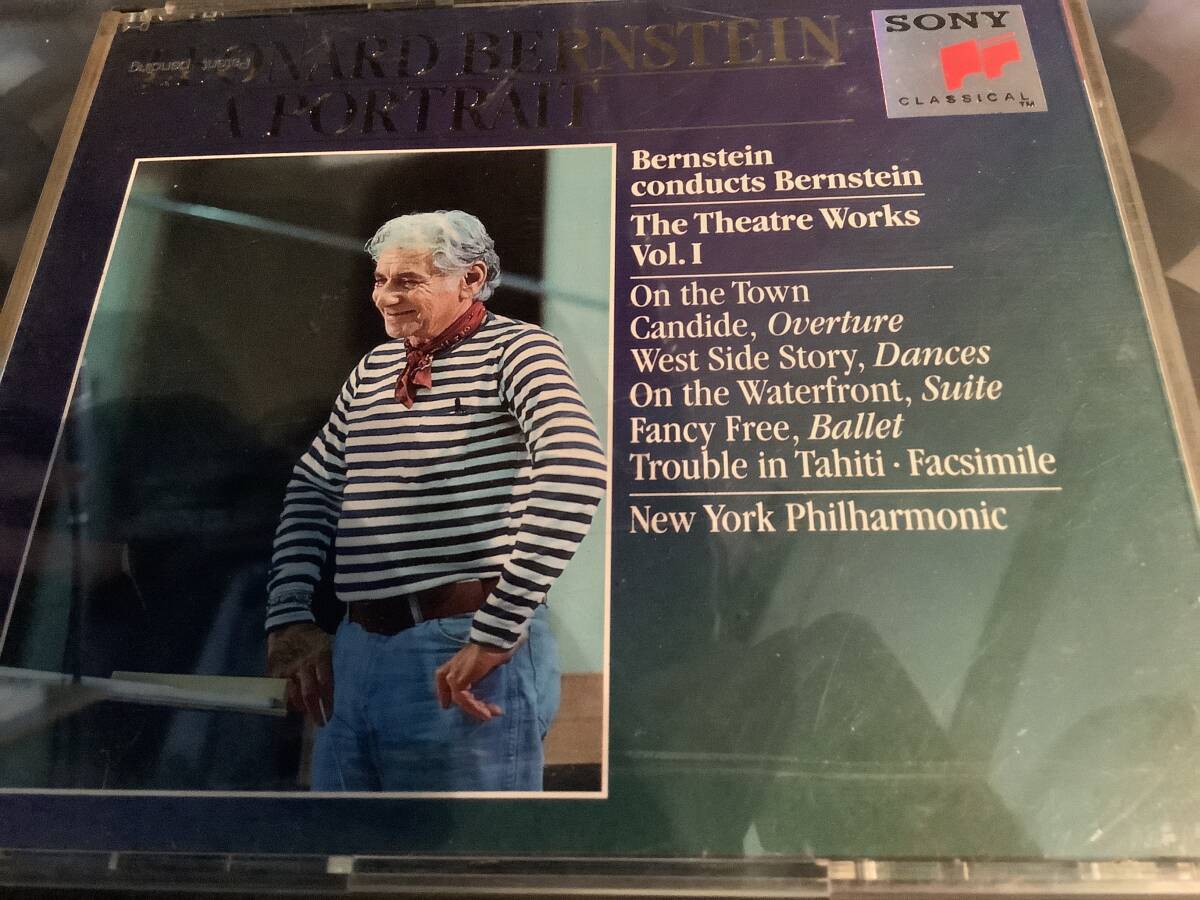 LEONARD BERNSTEIN
A PORTRAIT
SONY
CLASSICAL™
Bernstein
conducts Bernstein
The Theatre Works
Vol. I
On the Town
Candide, Overture
West Side Story, Dances
On the Waterfront, Suite
Fancy Free, Ballet
Trouble in Tahiti · Facsimile
New York Philharmonic